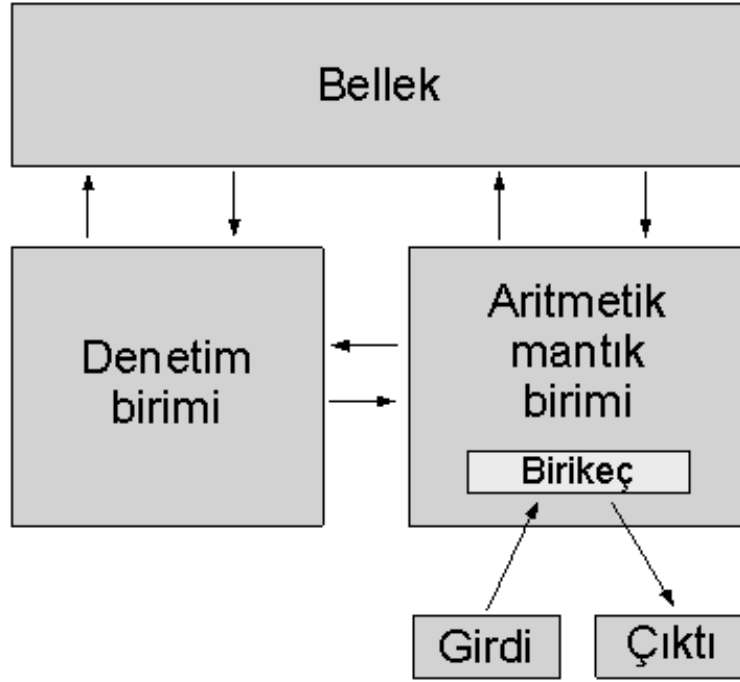 Bellek
Denetim
birimi
Aritmetik
mantık
birimi
Birikeç
Girdi
Çıktı